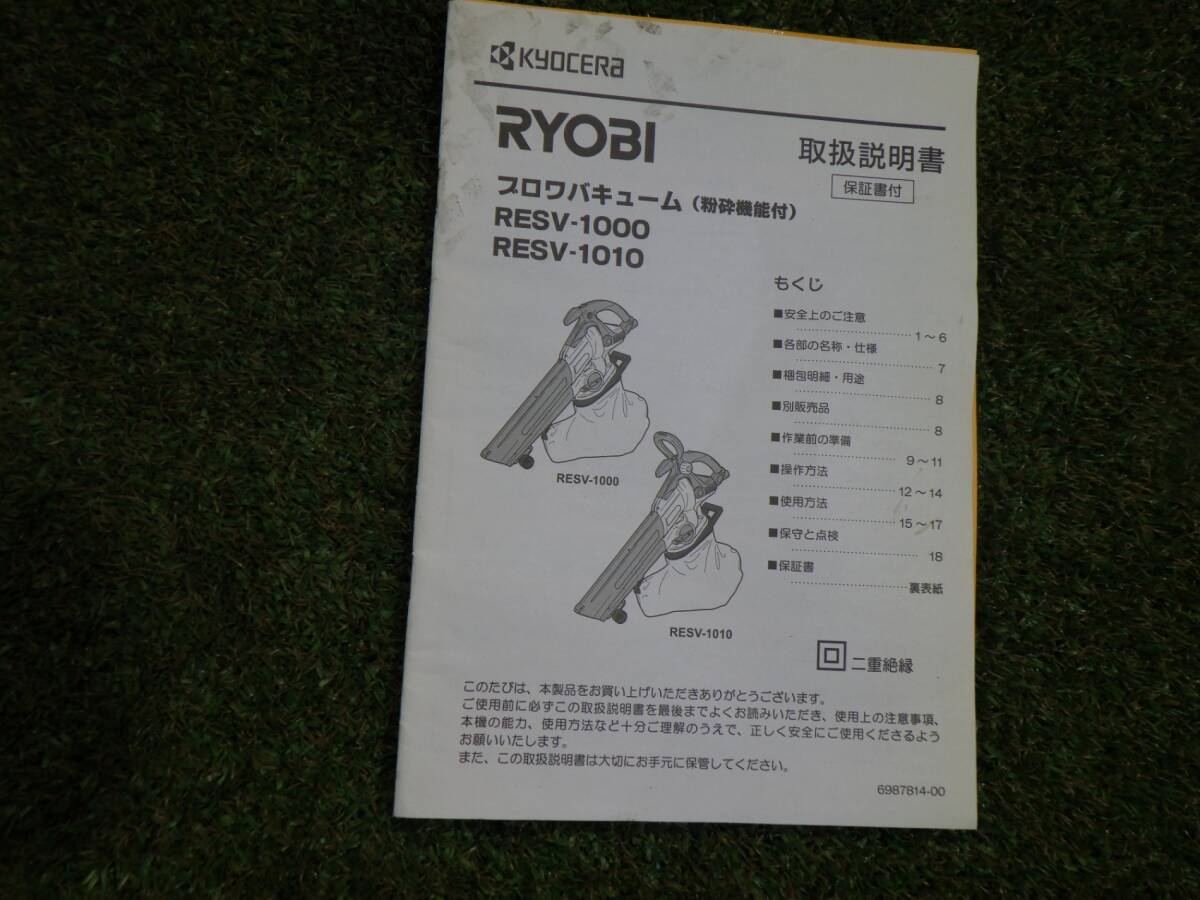 KYOCERA
RYOBI
取扱説明書
保証書付
ブロワバキューム（粉砕機能付）
RESV-1000
RESV-1010
もくじ
■安全上のご注意
1～6
■各部の名称・仕様
7
■梱包明細・用途
8
■別販売品
8
■作業前の準備
9～11
■操作方法
12～14
■使用方法
15～17
■保守と点検
18
■保証書
裏表紙
RESV-1000
RESV-1010
二重絶縁
このたびは、本製品をお買い上げいただきありがとうございます。
ご使用前に必ずこの取扱説明書を最後までよくお読みいただき、使用上の注意事項、
本機の能力、使用方法など十分ご理解のうえで、正しく安全にご使用くださるよう
お願いいたします。
また、この取扱説明書は大切にお手元に保管してください。
6987814-00